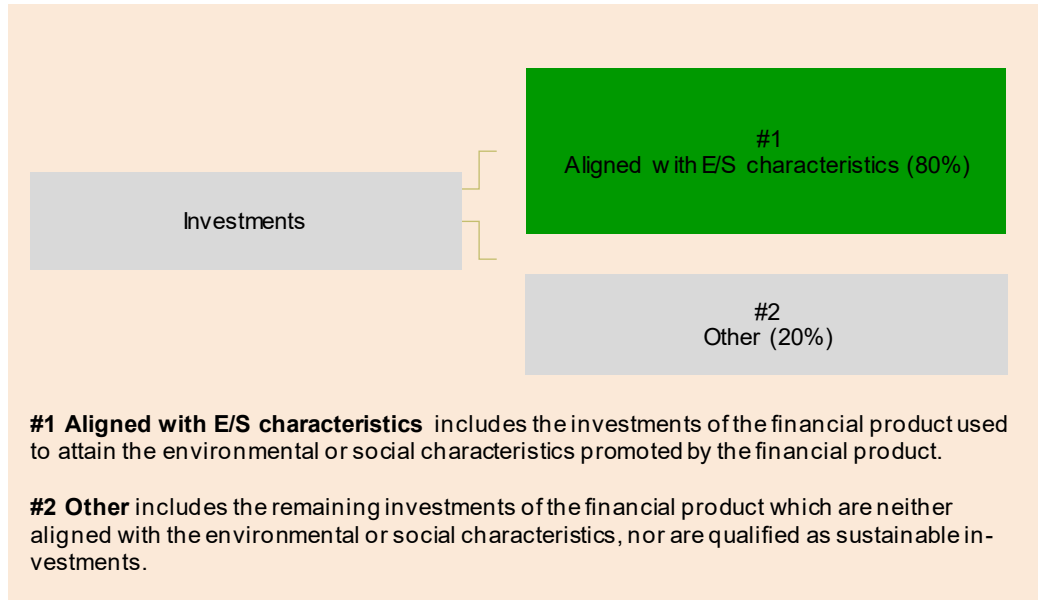 #1
Aligned with E/S characteristics (80%)
Investments
#2
Other (20%)
#1 Aligned with E/S characteristics includes the investments of the financial product used
to attain the environmental or social characteristics promoted by the financial product.
#2 Other includes the remaining investments of the financial product which are neither
aligned with the environmental or social characteristics, nor are qualified as sustainable in-
vestments.